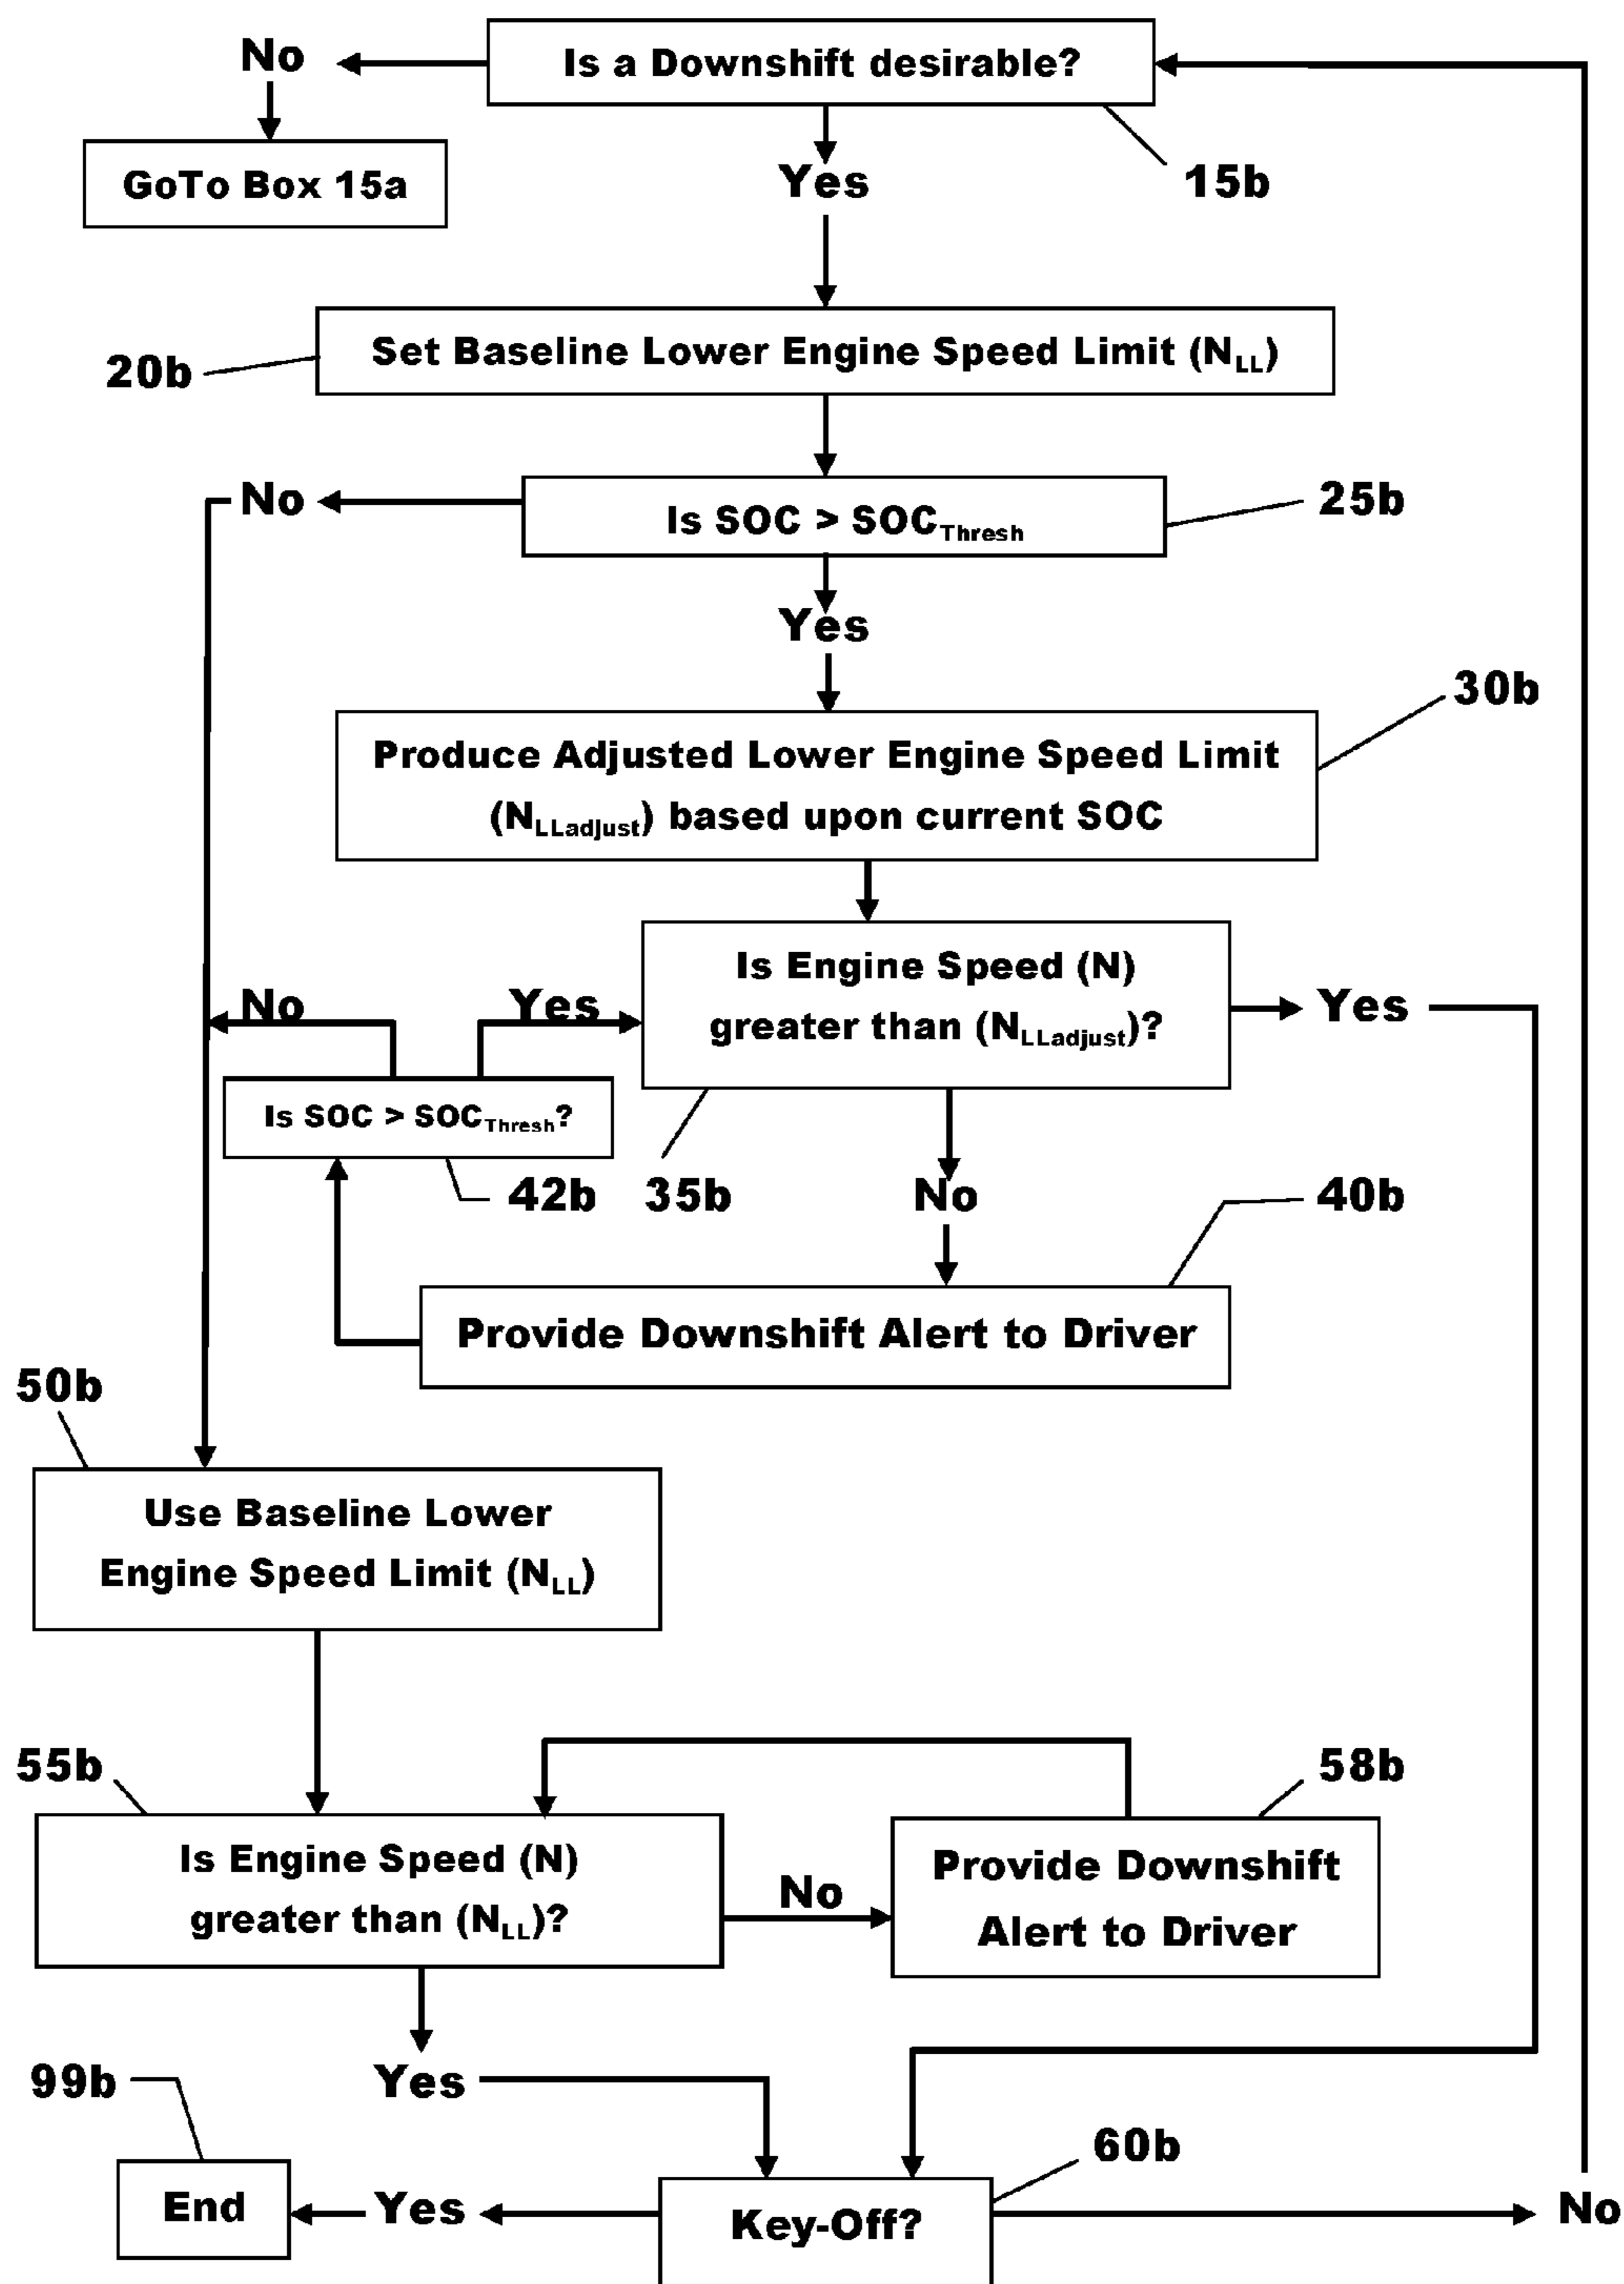 No
Is a Downshift desirable?
GoTo Box 15a
Yes
15b
20b
Set Baseline Lower Engine Speed Limit (NLL)
No
Is SOC > SOCThresh
25b
Yes
30b
Produce Adjusted Lower Engine Speed Limit
(NLLadjust) based upon current SOC
Is Engine Speed (N)
greater than (NLLadjust)?
No
Yes
Yes
Is SOC > SOCThresh?
42b
35b
No
40b
Provide Downshift Alert to Driver
50b
Use Baseline Lower
Engine Speed Limit (NLL)
55b
58b
Is Engine Speed (N)
greater than (NLL)?
No
Provide Downshift
Alert to Driver
99b
Yes
60b
End
Yes
Key-Off?
No